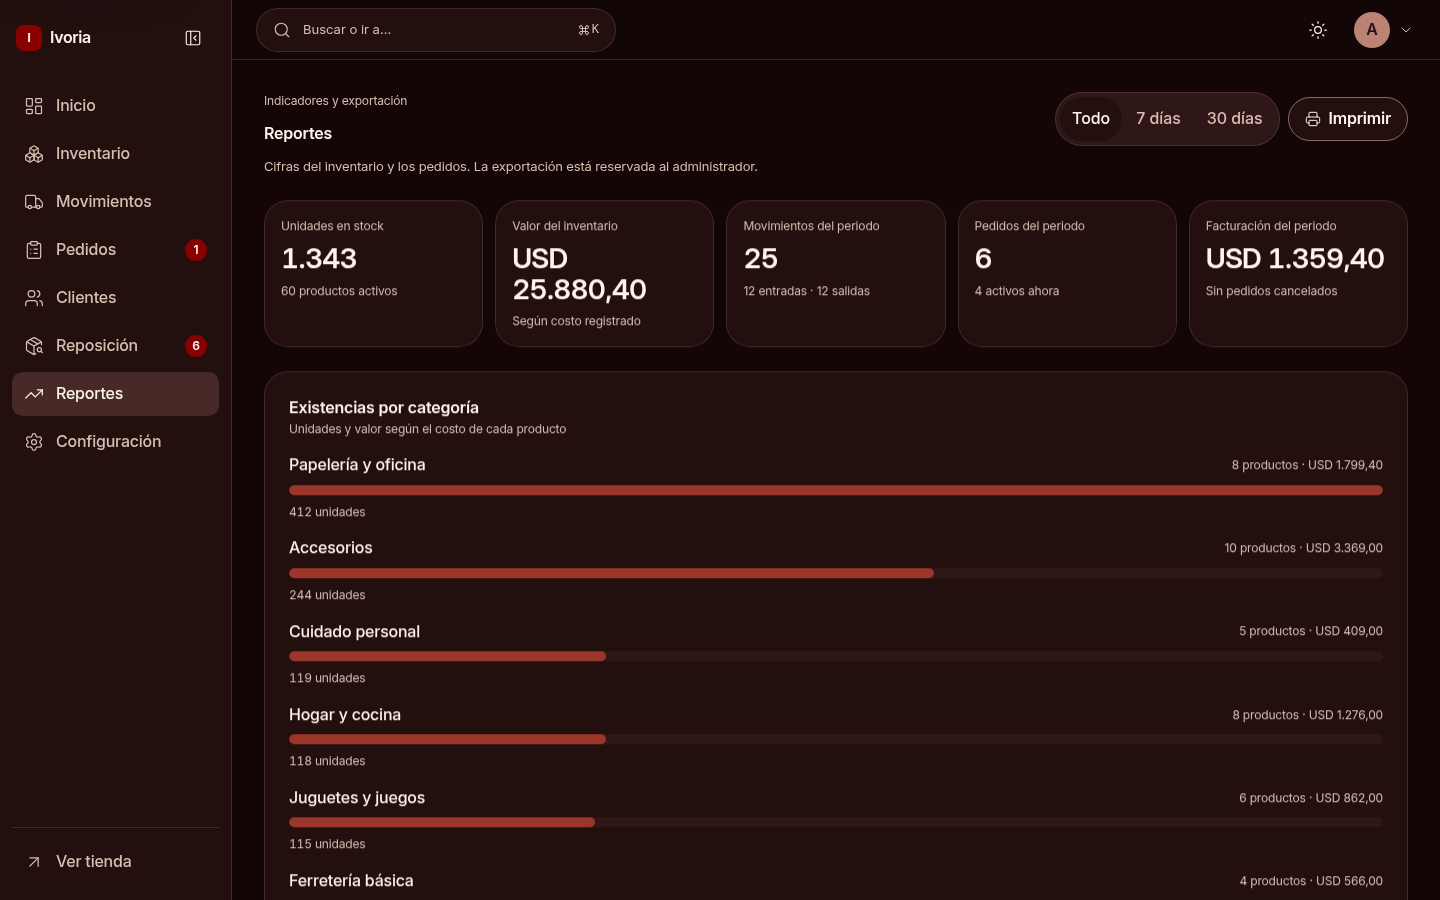 I Ivoria
Buscar o ir a... ⌘K
A
Inicio
Inventario
Movimientos
Pedidos 1
Clientes
Reposición 6
Reportes
Configuración
Ver tienda
Indicadores y exportación
Reportes
Cifras del inventario y los pedidos. La exportación está reservada al administrador.
Todo 7 días 30 días Imprimir
Unidades en stock
1.343
60 productos activos
Valor del inventario
USD
25.880,40
Según costo registrado
Movimientos del periodo
25
12 entradas · 12 salidas
Pedidos del periodo
6
4 activos ahora
Facturación del periodo
USD 1.359,40
Sin pedidos cancelados
Existencias por categoría
Unidades y valor según el costo de cada producto
Papelería y oficina 8 productos · USD 1.799,40
412 unidades
Accesorios 10 productos · USD 3.369,00
244 unidades
Cuidado personal 5 productos · USD 409,00
119 unidades
Hogar y cocina 8 productos · USD 1.276,00
118 unidades
Juguetes y juegos 6 productos · USD 862,00
115 unidades
Ferretería básica 4 productos · USD 566,00